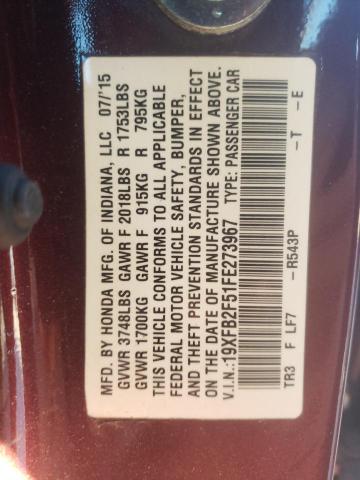 MFD. BY HONDA MFG. OF INDIANA, LLC 07/'15
GVWR 3748LBS GAWR F 2018LBS R 1753LBS
GVWR 1700KG GAWR F 915KG R 795KG
THIS VEHICLE CONFORMS TO ALL APPLICABLE
FEDERAL MOTOR VEHICLE SAFETY, BUMPER,
AND THEFT PREVENTION STANDARDS IN EFFECT
ON THE DATE OF MANUFACTURE SHOWN ABOVE.
V.I.N.:19XFB2F51FE273967 TYPE: PASSENGER CAR
TR3 F LF7 -R543P -T -E